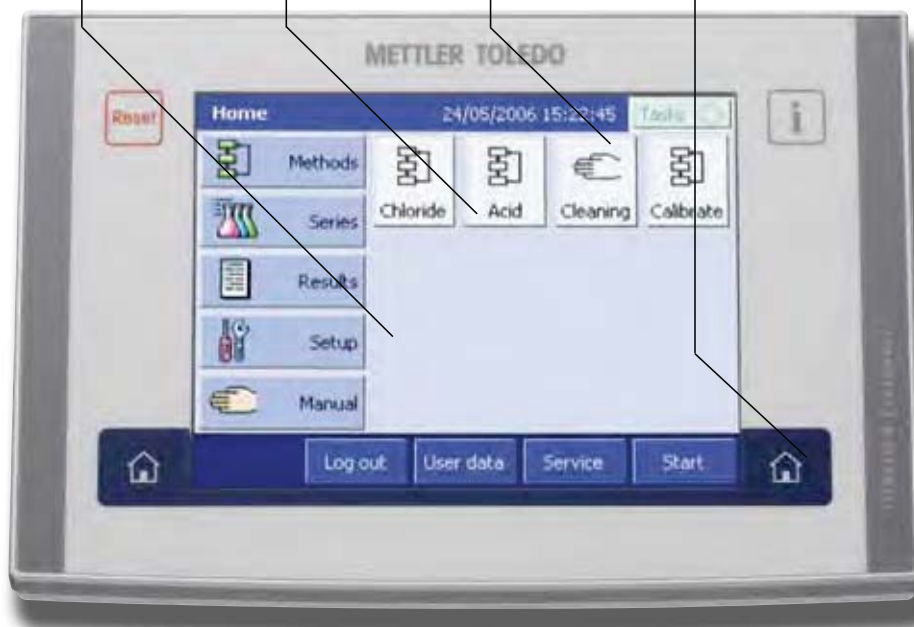 METTLER TOLEDO
Reset
Home 24/05/2006 15:22:45 Tasks
i
Methods
Chloride Acid Cleaning Calibrate
Series
Results
Setup
Manual
Log out User data Service Start